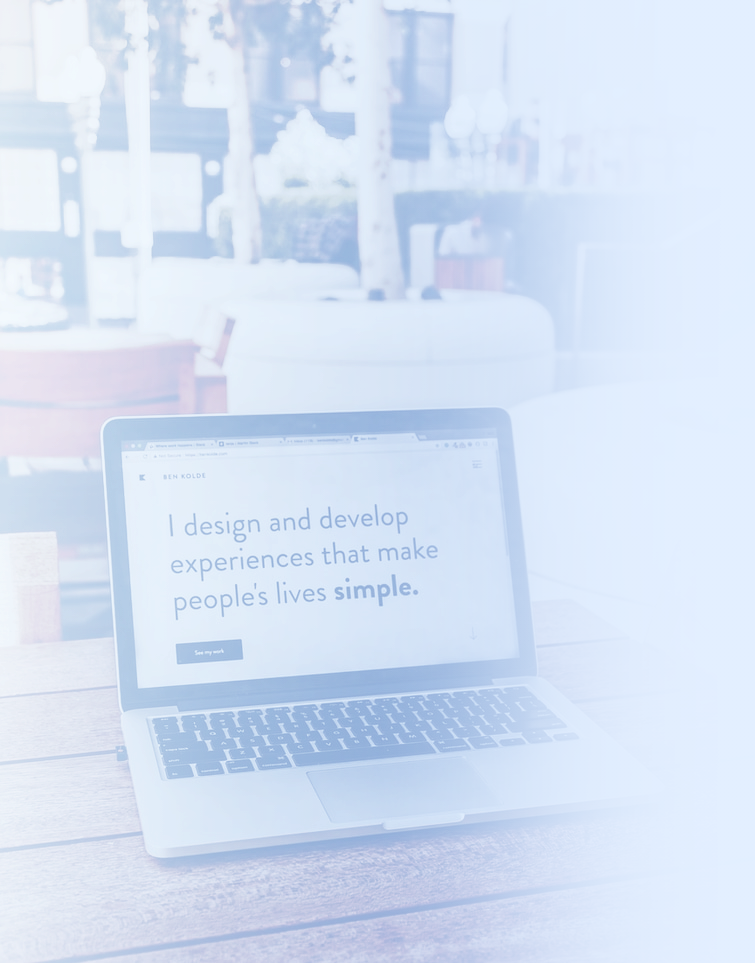 BEN KOLDE
I design and develop
experiences that make
people's lives simple.
See my work